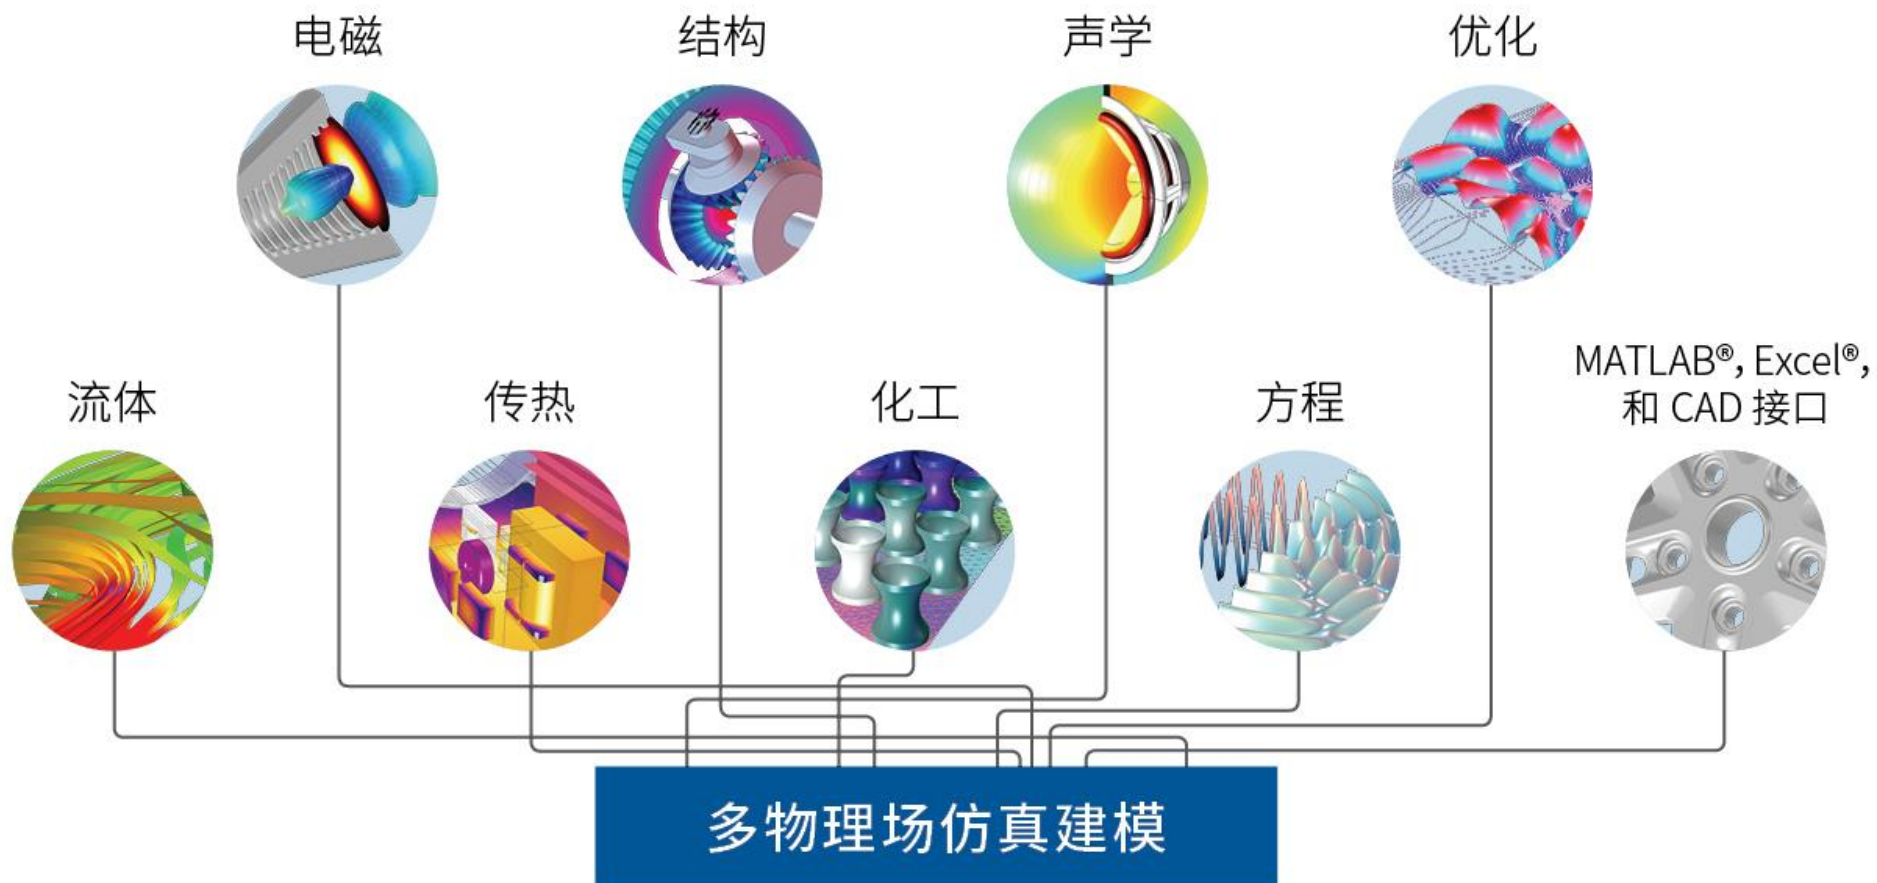 电磁
结构
声学
优化
流体
传热
化工
方程
MATLAB®, Excel®,
和 CAD 接口
多物理场仿真建模